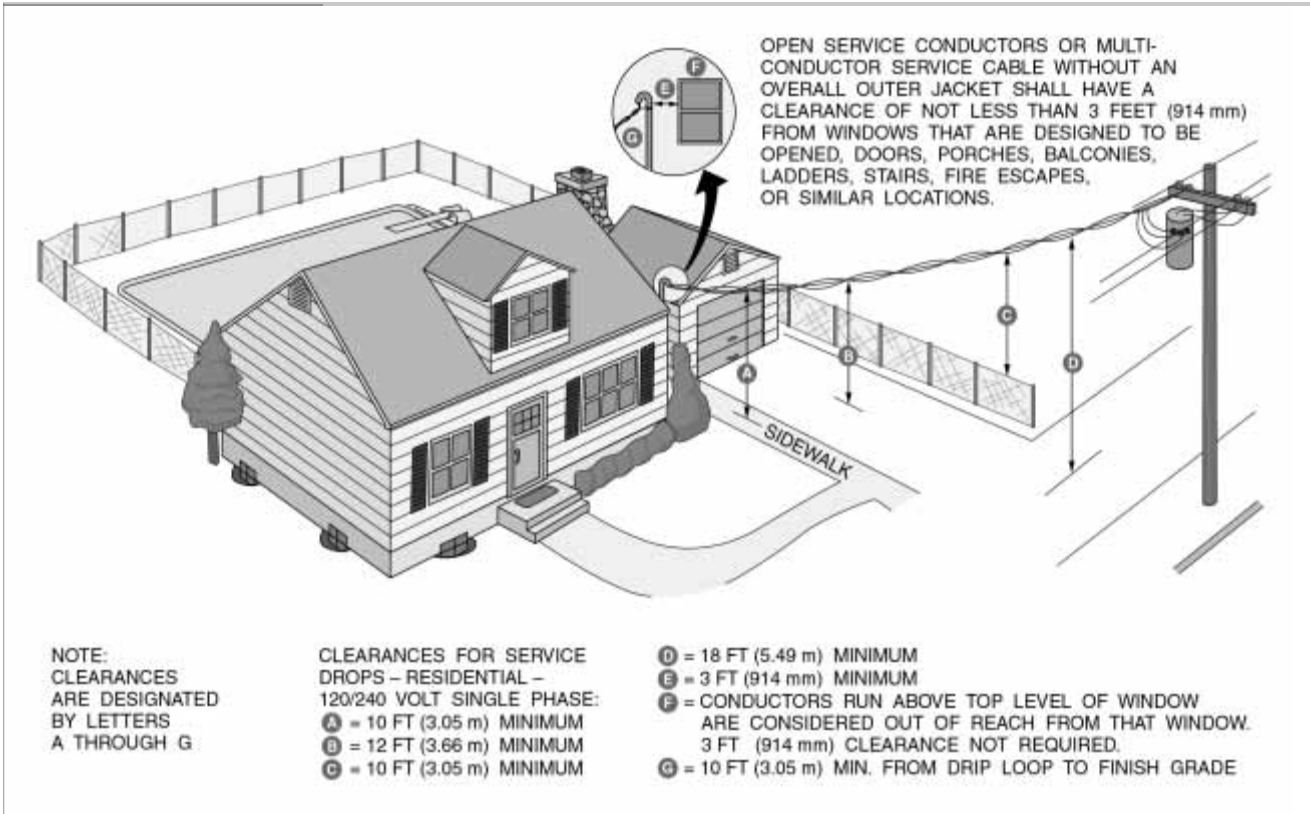 OPEN SERVICE CONDUCTORS OR MULTI-
CONDUCTOR SERVICE CABLE WITHOUT AN
OVERALL OUTER JACKET SHALL HAVE A
CLEARANCE OF NOT LESS THAN 3 FEET (914 mm)
FROM WINDOWS THAT ARE DESIGNED TO BE
OPENED, DOORS, PORCHES, BALCONIES,
LADDERS, STAIRS, FIRE ESCAPES,
OR SIMILAR LOCATIONS.
F
E
G
C
D
B
A
SIDEWALK
NOTE:
CLEARANCES
ARE DESIGNATED
BY LETTERS
A THROUGH G
CLEARANCES FOR SERVICE
DROPS – RESIDENTIAL –
120/240 VOLT SINGLE PHASE:
A = 10 FT (3.05 m) MINIMUM
B = 12 FT (3.66 m) MINIMUM
C = 10 FT (3.05 m) MINIMUM
D = 18 FT (5.49 m) MINIMUM
E = 3 FT (914 mm) MINIMUM
F = CONDUCTORS RUN ABOVE TOP LEVEL OF WINDOW
ARE CONSIDERED OUT OF REACH FROM THAT WINDOW.
3 FT (914 mm) CLEARANCE NOT REQUIRED.
G = 10 FT (3.05 m) MIN. FROM DRIP LOOP TO FINISH GRADE